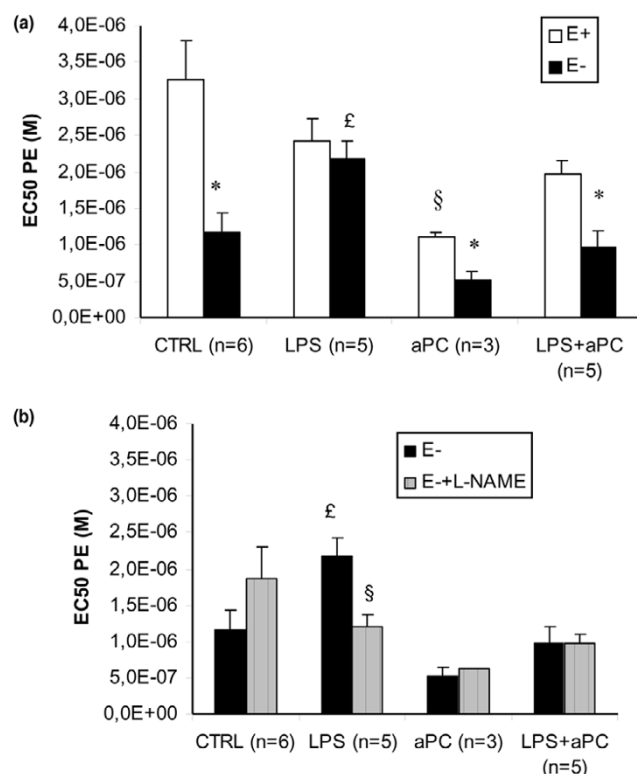 (a)
EC50 PE (M)
4,0E-06
3,5E-06
3,0E-06
2,5E-06
2,0E-06
1,5E-06
1,0E-06
5,0E-07
0,0E+00
E+
E-
*
£
§
*
*
CTRL (n=6)
LPS (n=5)
aPC (n=3)
LPS+aPC
(n=5)
(b)
EC50 PE (M)
4,0E-06
3,5E-06
3,0E-06
2,5E-06
2,0E-06
1,5E-06
1,0E-06
5,0E-07
0,0E+00
E-
E-+L-NAME
£
§
CTRL (n=6)
LPS (n=5)
aPC (n=3)
LPS+aPC
(n=5)